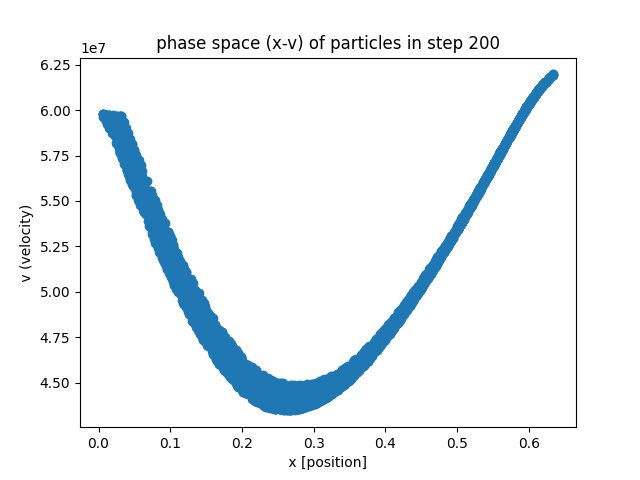 phase space (x-v) of particles in step 200
1e7
6.25
6.00
5.75
5.50
5.25
5.00
4.75
4.50
v (velocity)
0.0 0.1 0.2 0.3 0.4 0.5 0.6
x [position]